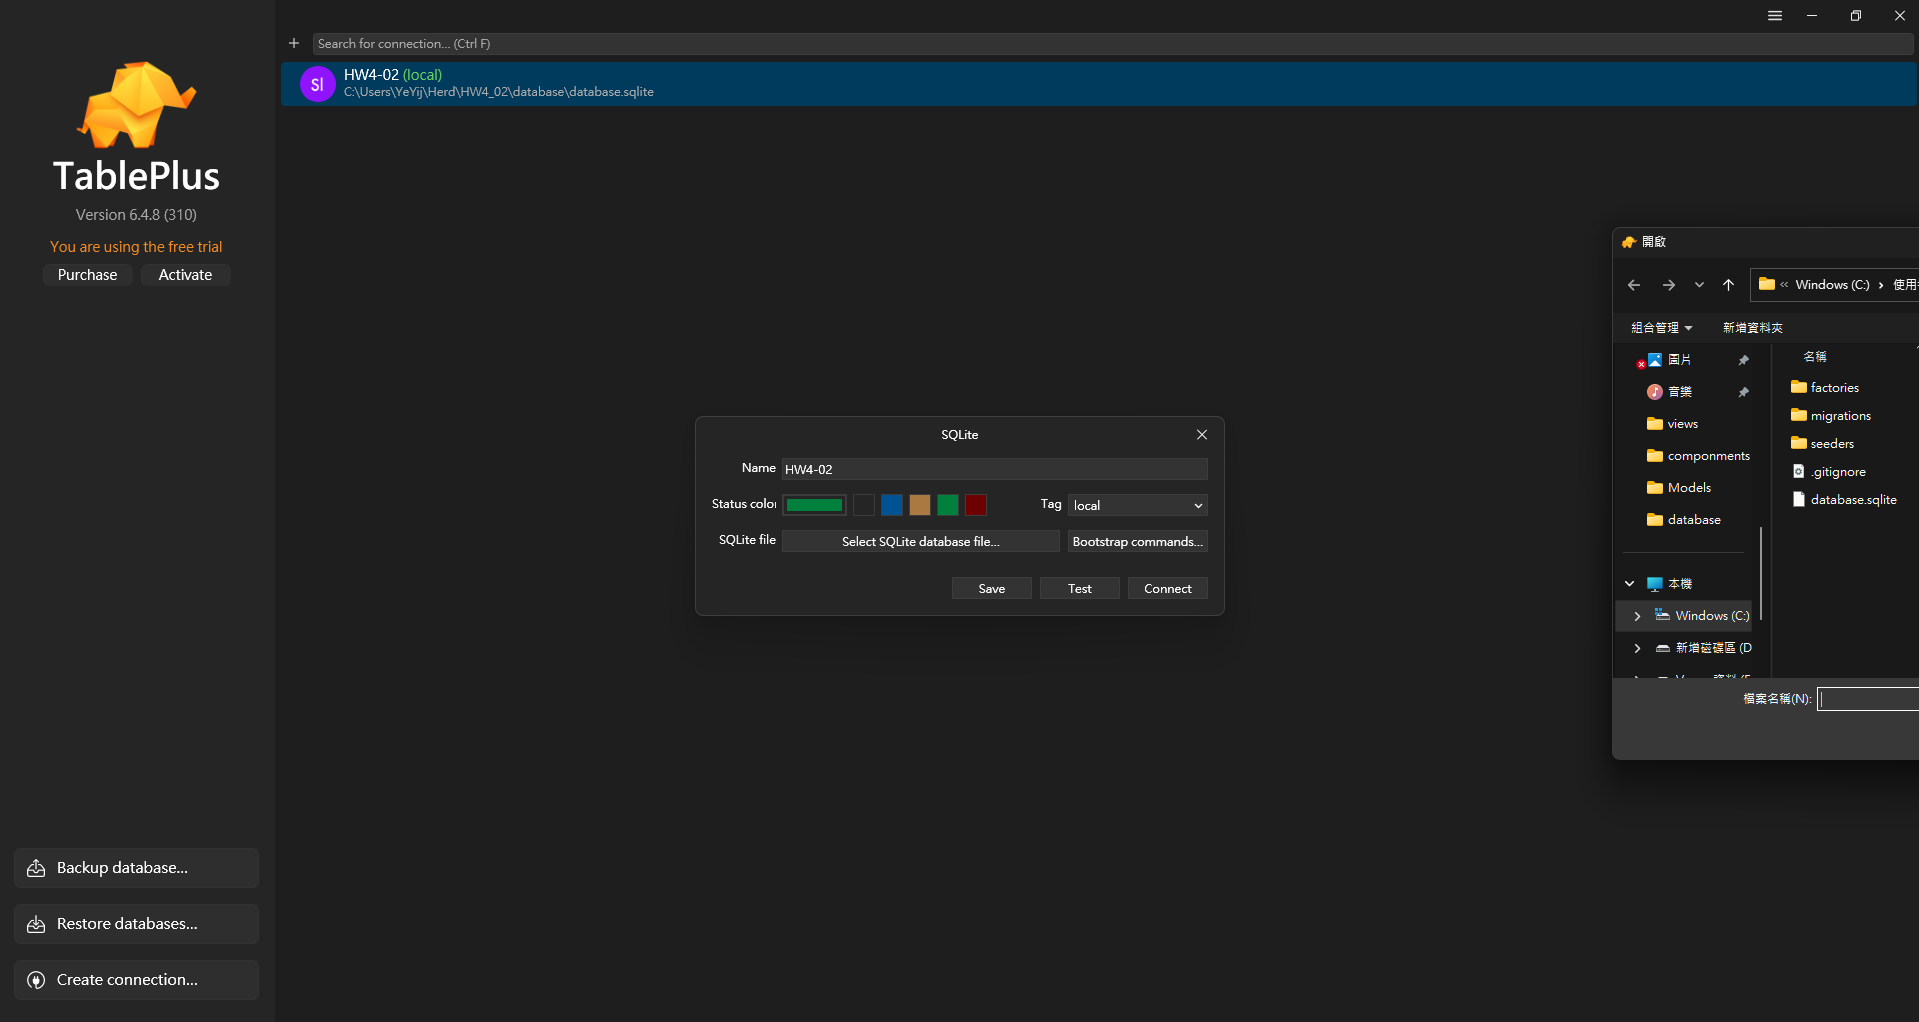 TablePlus
Version 6.4.8 (310)
You are using the free trial
Purchase
Activate
Backup database...
Restore databases...
Create connection...
Search for connection... (Ctrl F)
Sl
HW4-02 (local)
C:\Users\YeYij\Herd\HW4_02\database\database.sqlite
SQLite
Name
HW4-02
Status color
Tag
local
SQLite file
Select SQLite database file...
Bootstrap commands...
Save
Test
Connect
開啟
« Windows (C:) › 使用
組合管理
新增資料夾
圖片
音樂
views
componments
Models
database
本機
Windows (C:)
新增磁碟區 (D
名稱
factories
migrations
seeders
.gitignore
database.sqlite
檔案名稱(N):